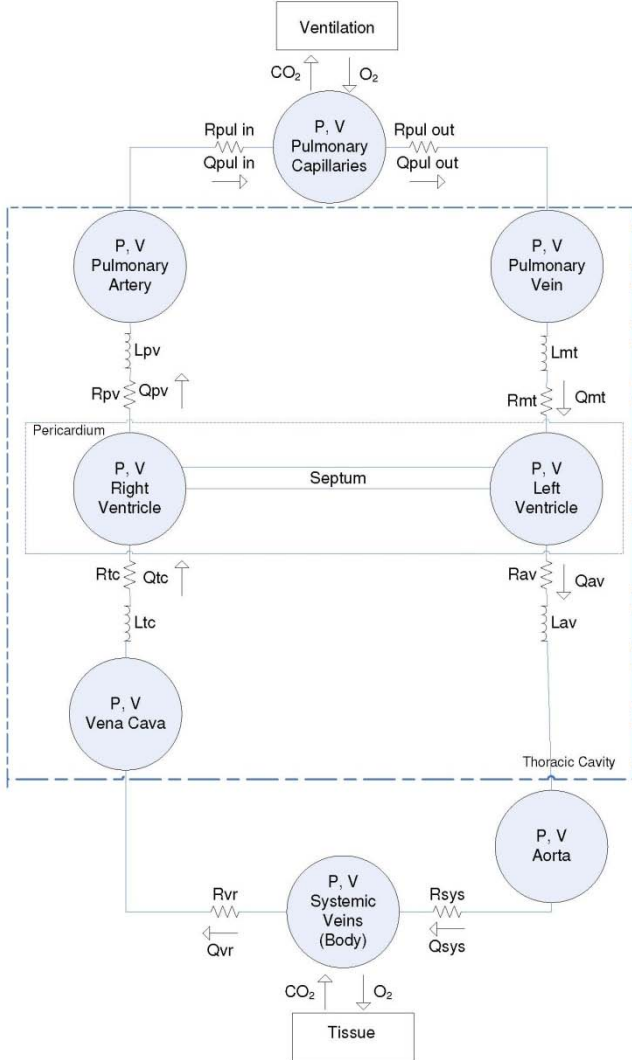 Ventilation
CO2
O2
Rpul in
Qpul in
P, V
Pulmonary
Capillaries
Rpul out
Qpul out
P, V
Pulmonary
Artery
P, V
Pulmonary
Vein
Lpv
Rpv
Qpv
Lmt
Rmt
Qmt
Pericardium
P, V
Right
Ventricle
Septum
P, V
Left
Ventricle
Rtc
Qtc
Ltc
Rav
Qav
Lav
P, V
Vena Cava
Thoracic Cavity
P, V
Aorta
Rvr
Qvr
P, V
Systemic
Veins
(Body)
Rsys
Qsys
CO2
O2
Tissue